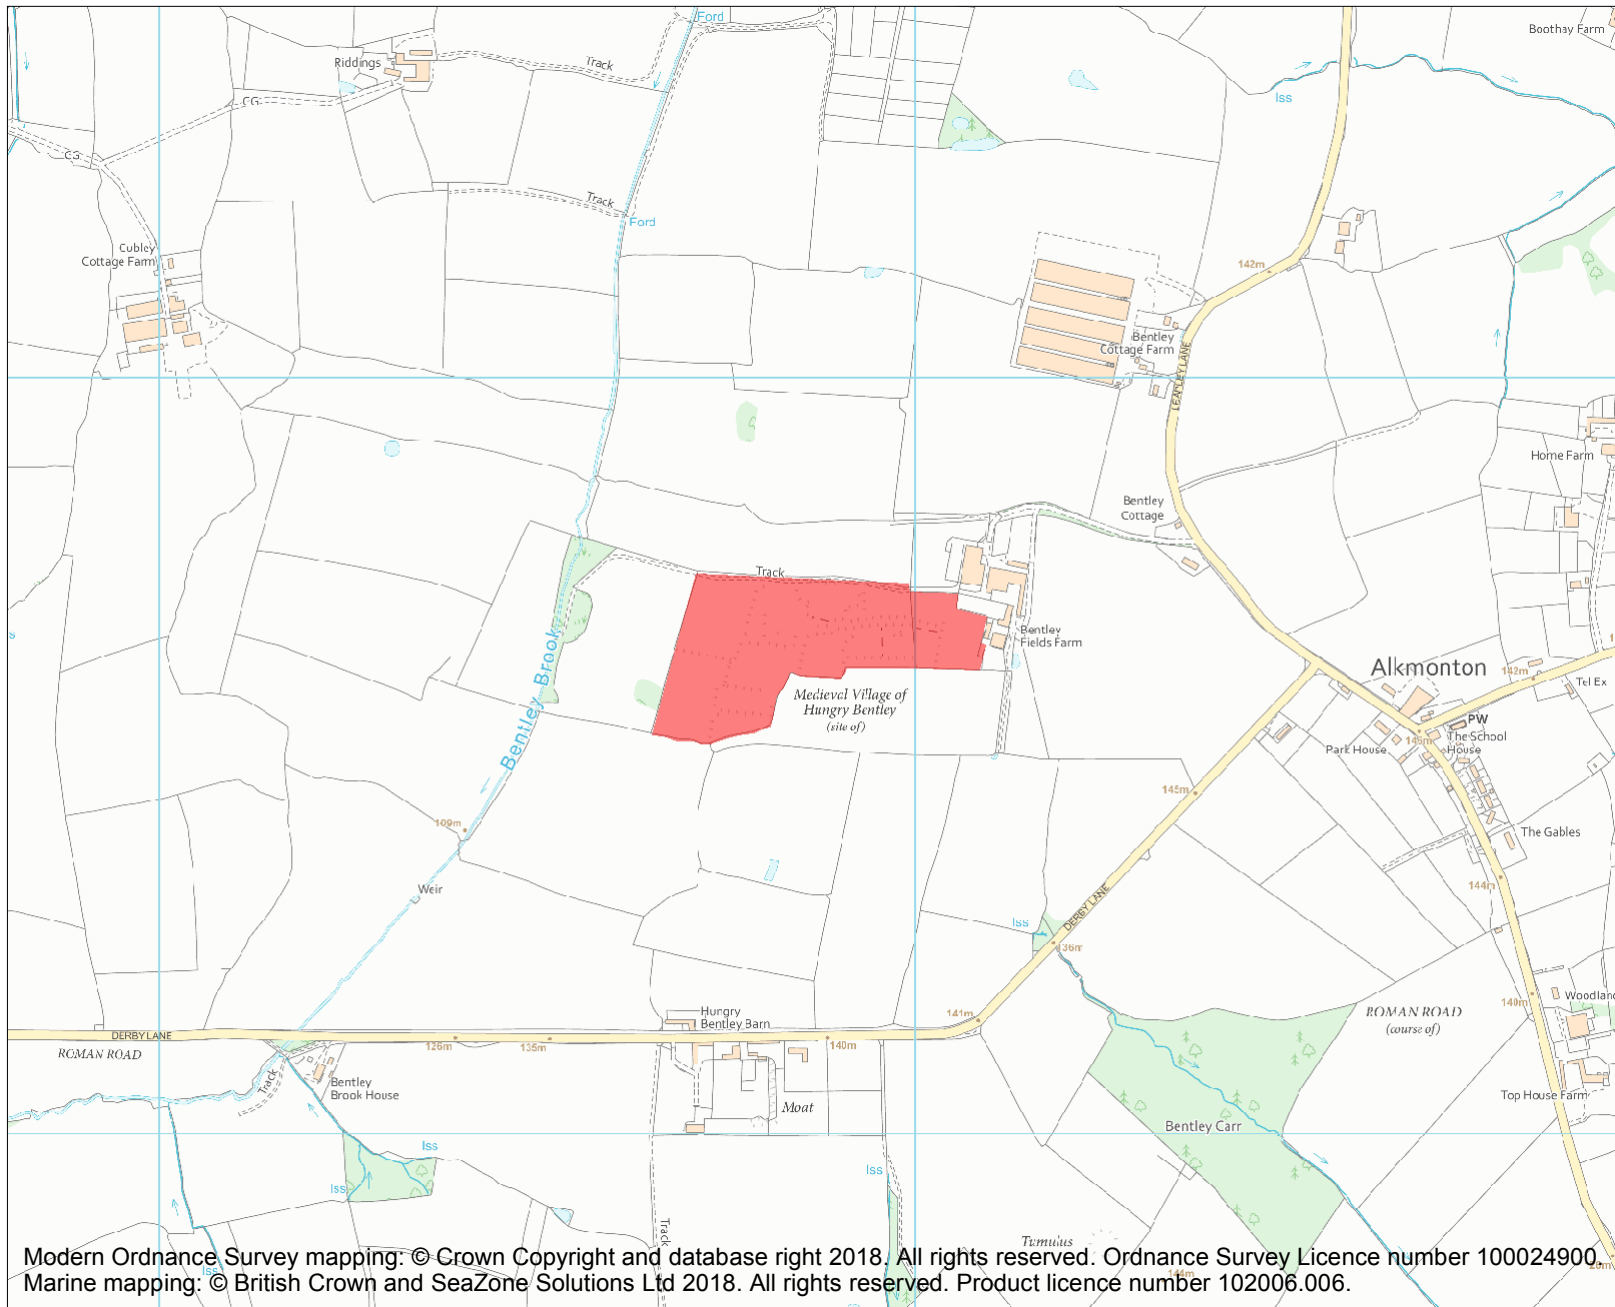 Ford
Boothay Farm
Riddings
Track
Iss
CG
CG
Track
Ford
Cubley
Cottage Farm
142m
Bentley
Cottage Farm
LEAPLEY LANE
Home Farm
Bentley
Cottage
Track
Bentley
Fields Farm
Bentley Brook
Alkmonton
142m
Tel Ex
Medieval Village of
Hungry Bentley
(site of)
PW
The School
House
Park House
146m
145m
109m
The Gables
Weir
144m
Iss
DERBY LANE
136m
140m
Woodland
ROMAN ROAD
(course of)
141m
Hungry
Bentley Barn
DERBY LANE
ROMAN ROAD
126m
135m
140m
Track
Bentley
Brook House
Moat
Top House Farm
Bentley Carr
Iss
Iss
Iss
Track
Tumulus
Modern Ordnance Survey mapping: © Crown Copyright and database right 2018. All rights reserved. Ordnance Survey Licence number 100024900.
Marine mapping: © British Crown and SeaZone Solutions Ltd 2018. All rights reserved. Product licence number 102006.006.
Iss
144m